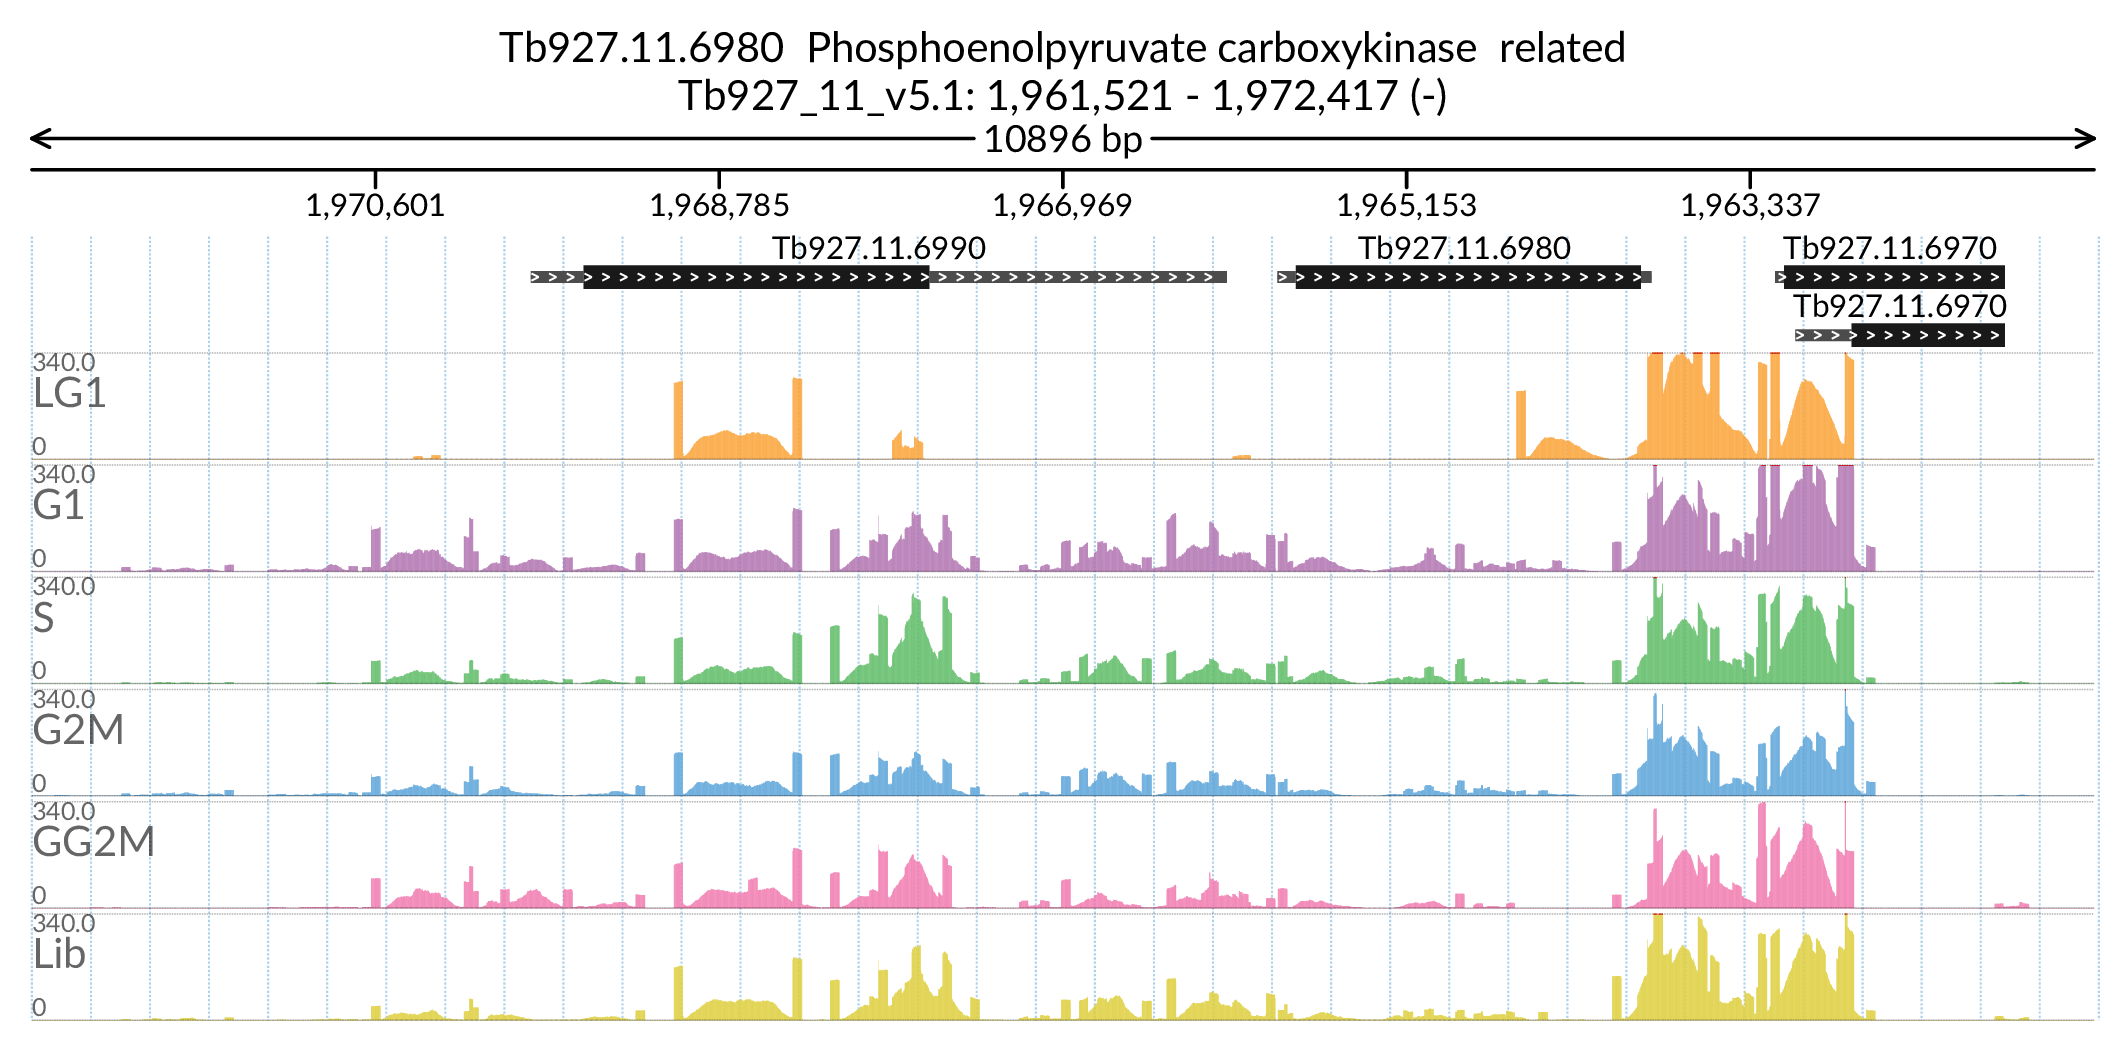 Tb927.11.6980 Phosphoenolpyruvate carboxykinase related
Tb927_11_v5.1: 1,961,521 - 1,972,417 (-)
10896 bp
1,970,601 1,968,785 1,966,969 1,965,153 1,963,337
Tb927.11.6990 Tb927.11.6980 Tb927.11.6970
Tb927.11.6970
340.0
LG1
0
340.0
G1
0
340.0
S
0
340.0
G2M
0
340.0
GG2M
0
340.0
Lib
0